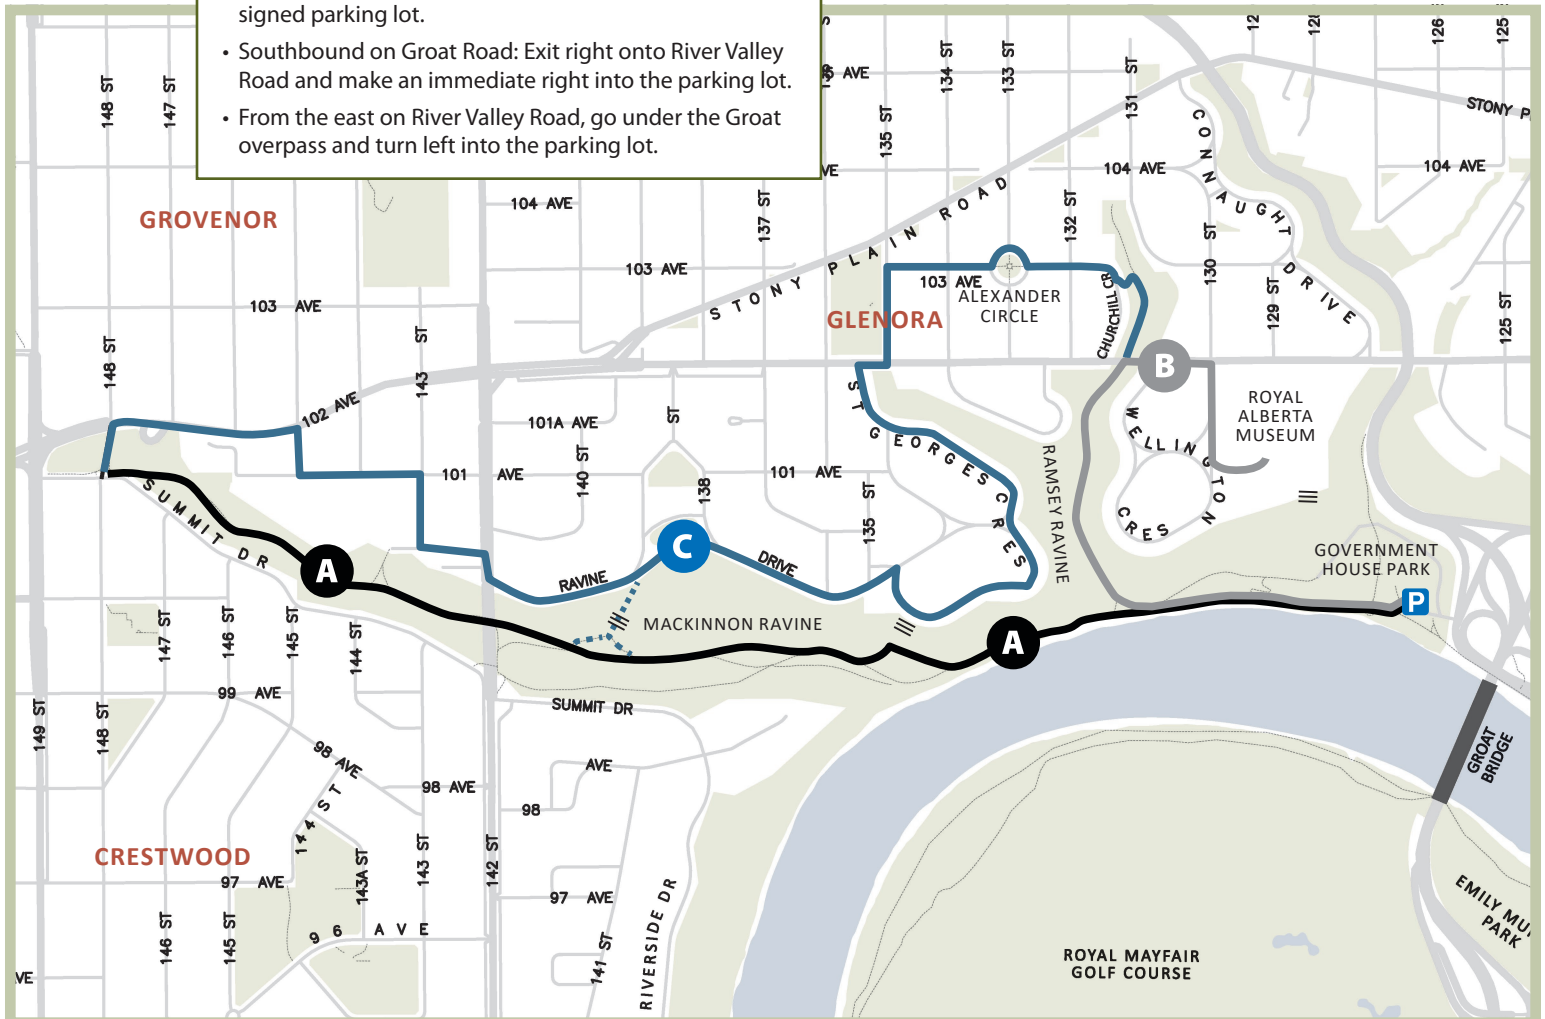 signed parking lot.
• Southbound on Groat Road: Exit right onto River Valley
Road and make an immediate right into the parking lot.
• From the east on River Valley Road, go under the Groat
overpass and turn left into the parking lot.
148 ST
147 ST
AVE
134 ST
133 ST
131 ST
126
125
STONY P
135 ST
CONNAUGHT DRIVE
104 AVE
104 AVE
GROVENOR
104 AVE
137 ST
132 ST
130 ST
STONY PLAIN ROAD
103 AVE
103 AVE
103 AVE
ALEXANDER
CIRCLE
CHURCHILL CR
129 ST
125 ST
GLENORA
148 ST
143 ST
102 AVE
B
ROYAL
ALBERTA
MUSEUM
101A AVE
ST
ST GEORGES CRES
WELLINGTON
CRES
101 AVE
140 ST
138
101 AVE
135 ST
RAMSEY RAVINE
SUMMIT DR
A
C
RAVINE
DRIVE
GOVERNMENT
HOUSE PARK
P
MACKINNON RAVINE
A
147 ST
146 ST
145 ST
144 ST
99 AVE
SUMMIT DR
149 ST
148 ST
98 AVE
98 AVE
AVE
98
GROAT
BRIDGE
144 ST
CRESTWOOD
97 AVE
143A ST
143 ST
142 ST
97 AVE
146 ST
145 ST
96 AVE
141 ST
RIVERSIDE DR
EMILY MU
PARK
ROYAL MAYFAIR
GOLF COURSE
VE